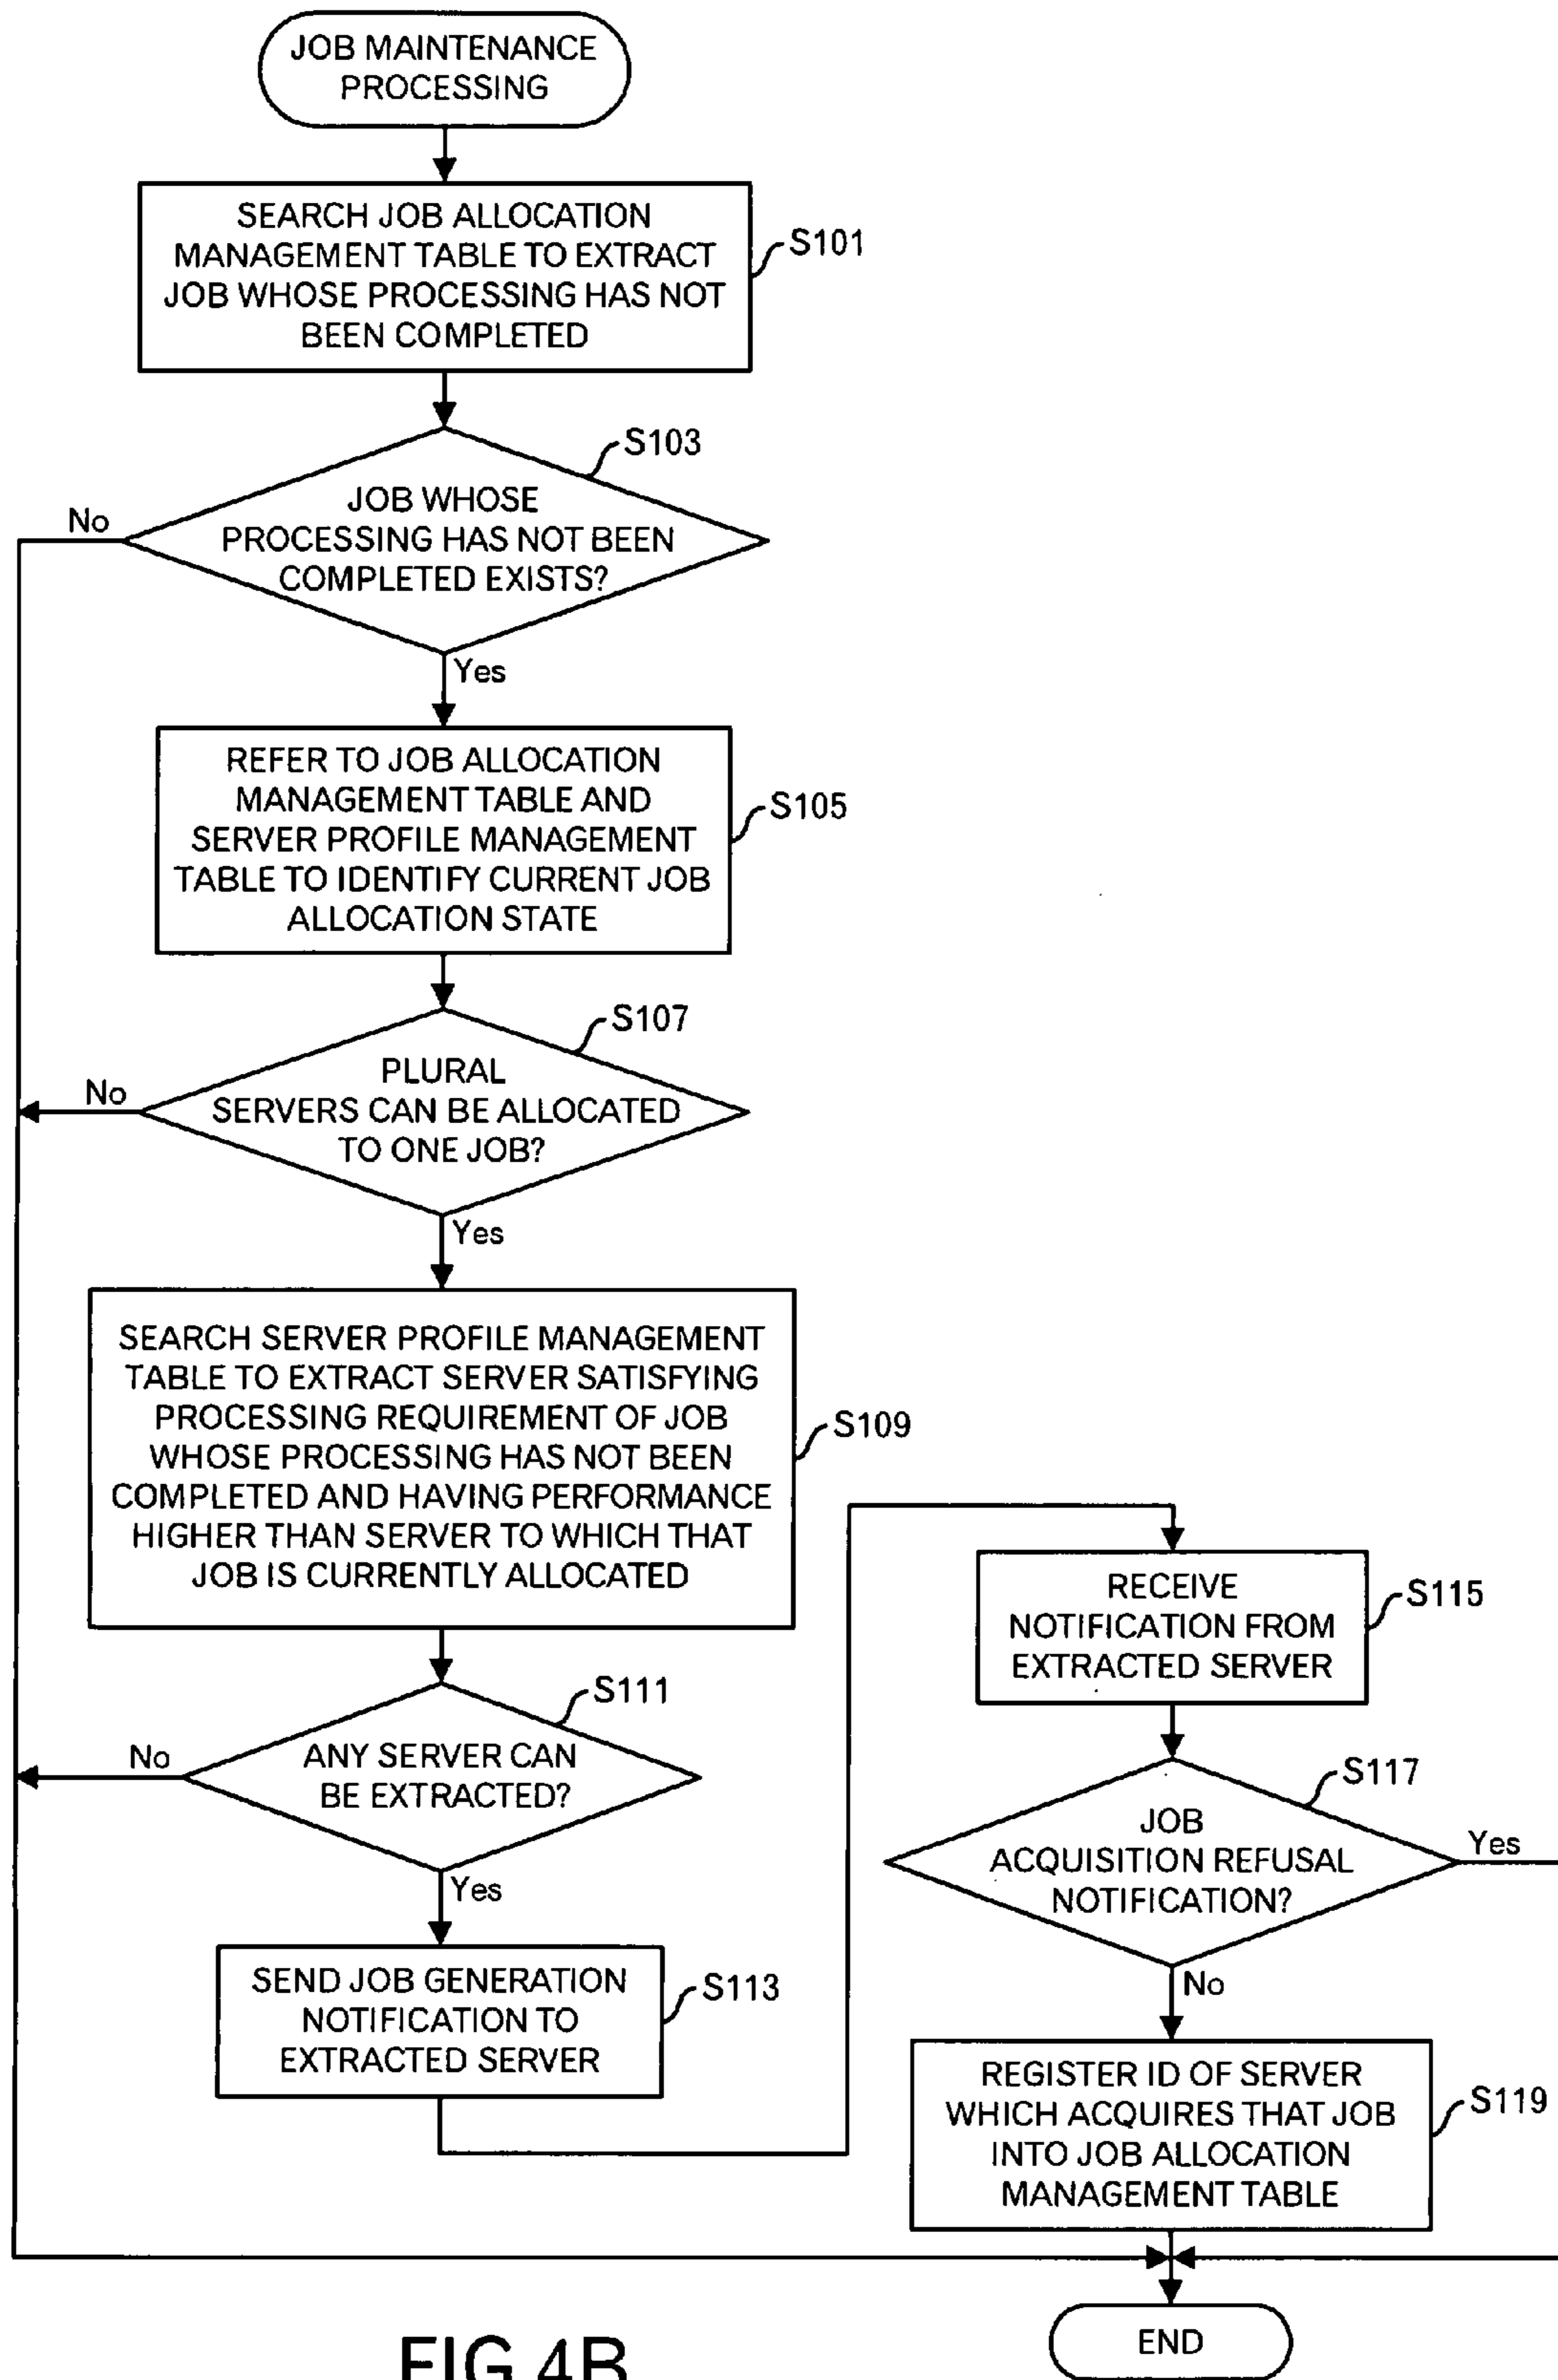 JOB MAINTENANCE
PROCESSING
SEARCH JOB ALLOCATION
MANAGEMENT TABLE TO EXTRACT
JOB WHOSE PROCESSING HAS NOT
BEEN COMPLETED
S101
S103
JOB WHOSE
PROCESSING HAS NOT BEEN
COMPLETED EXISTS?
No
Yes
REFER TO JOB ALLOCATION
MANAGEMENT TABLE AND
SERVER PROFILE MANAGEMENT
TABLE TO IDENTIFY CURRENT JOB
ALLOCATION STATE
S105
S107
PLURAL
SERVERS CAN BE ALLOCATED
TO ONE JOB?
No
Yes
SEARCH SERVER PROFILE MANAGEMENT
TABLE TO EXTRACT SERVER SATISFYING
PROCESSING REQUIREMENT OF JOB
WHOSE PROCESSING HAS NOT BEEN
COMPLETED AND HAVING PERFORMANCE
HIGHER THAN SERVER TO WHICH THAT
JOB IS CURRENTLY ALLOCATED
S109
S111
ANY SERVER CAN
BE EXTRACTED?
No
Yes
SEND JOB GENERATION
NOTIFICATION TO
EXTRACTED SERVER
S113
RECEIVE
NOTIFICATION FROM
EXTRACTED SERVER
S115
S117
JOB
ACQUISITION REFUSAL
NOTIFICATION?
Yes
No
REGISTER ID OF SERVER
WHICH ACQUIRES THAT JOB
INTO JOB ALLOCATION
MANAGEMENT TABLE
S119
END
FIG.4B